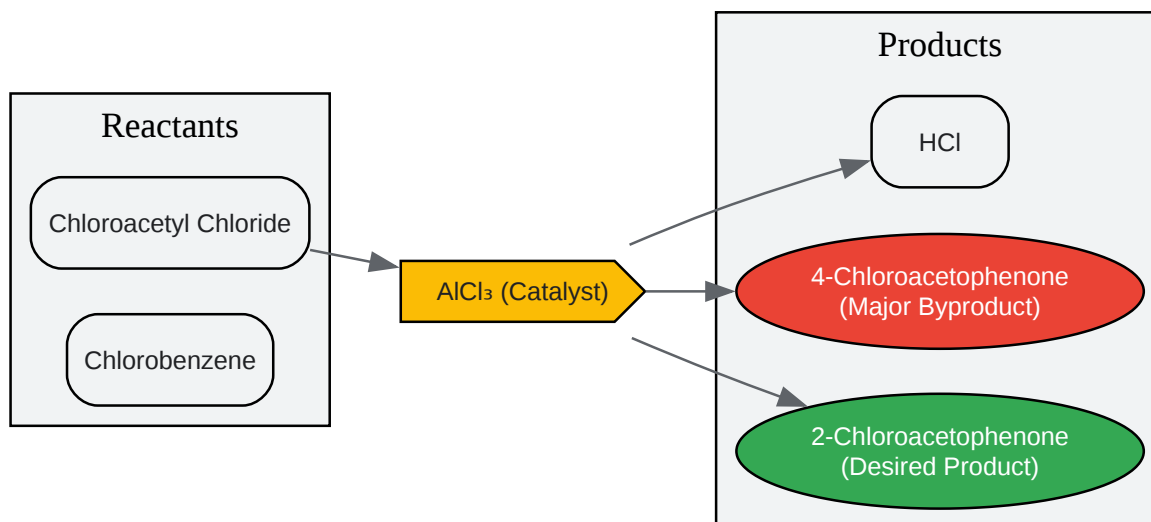 Reactants
Chloroacetyl Chloride
Chlorobenzene
AlCl₃ (Catalyst)
Products
HCl
4-Chloroacetophenone
(Major Byproduct)
2-Chloroacetophenone
(Desired Product)